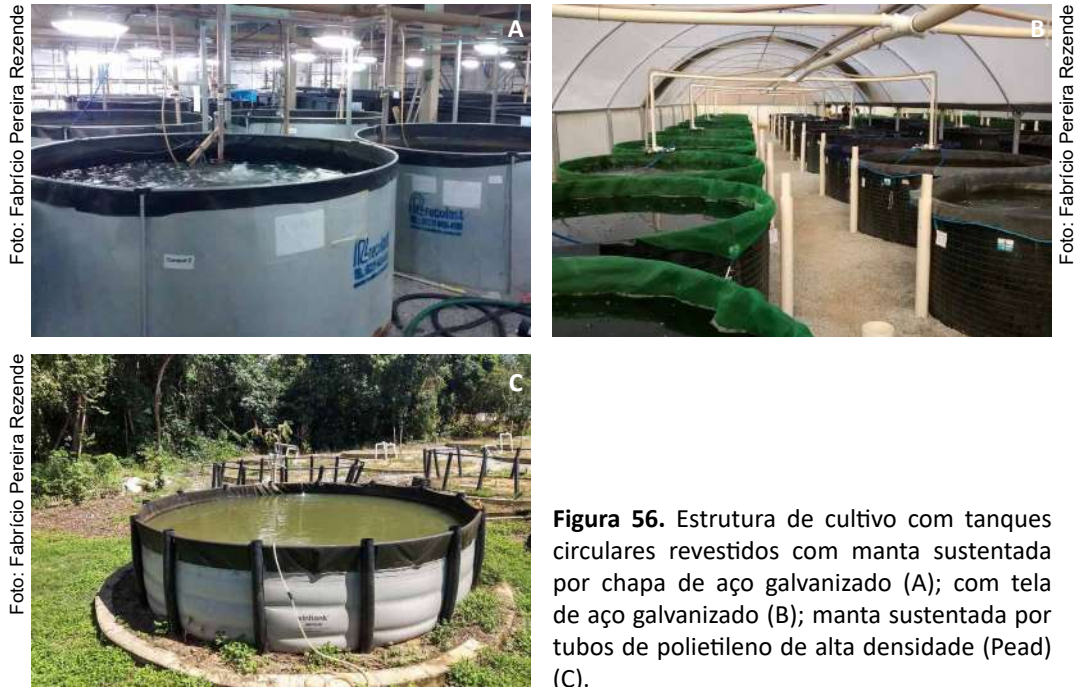 Foto: Fabrício Pereira Rezende
A
recolast
B
Foto: Fabrício Pereira Rezende
Foto: Fabrício Pereira Rezende
C
Figura 56. Estrutura de cultivo com tanques
circulares revestidos com manta sustentada
por chapa de aço galvanizado (A); com tela
de aço galvanizado (B); manta sustentada por
tubos de polietileno de alta densidade (Pead)
(C).